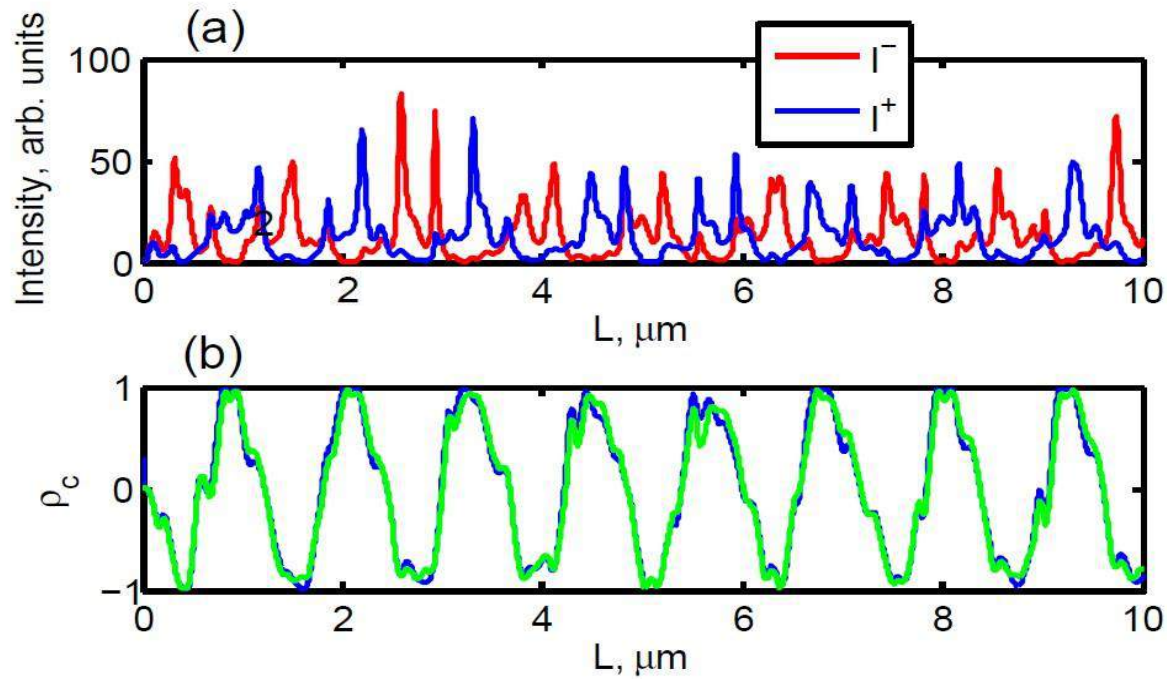 (a)
Intensity, arb. units
100
50
0
I⁻
I⁺
2
0 2 4 6 8 10
L, μm
(b)
ρc
1
0
−1
0 2 4 6 8 10
L, μm